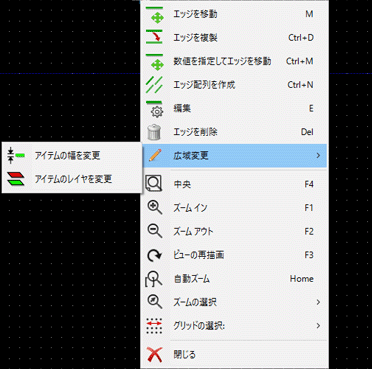 エッジを移動 M
エッジを複製 Ctrl+D
数値を指定してエッジを移動 Ctrl+M
エッジ配列を作成 Ctrl+N
編集 E
エッジを削除 Del
広域変更
アイテムの幅を変更
アイテムのレイヤを変更
中央 F4
ズーム イン F1
ズーム アウト F2
ビューの再描画 F3
自動ズーム Home
ズームの選択
グリッドの選択:
閉じる